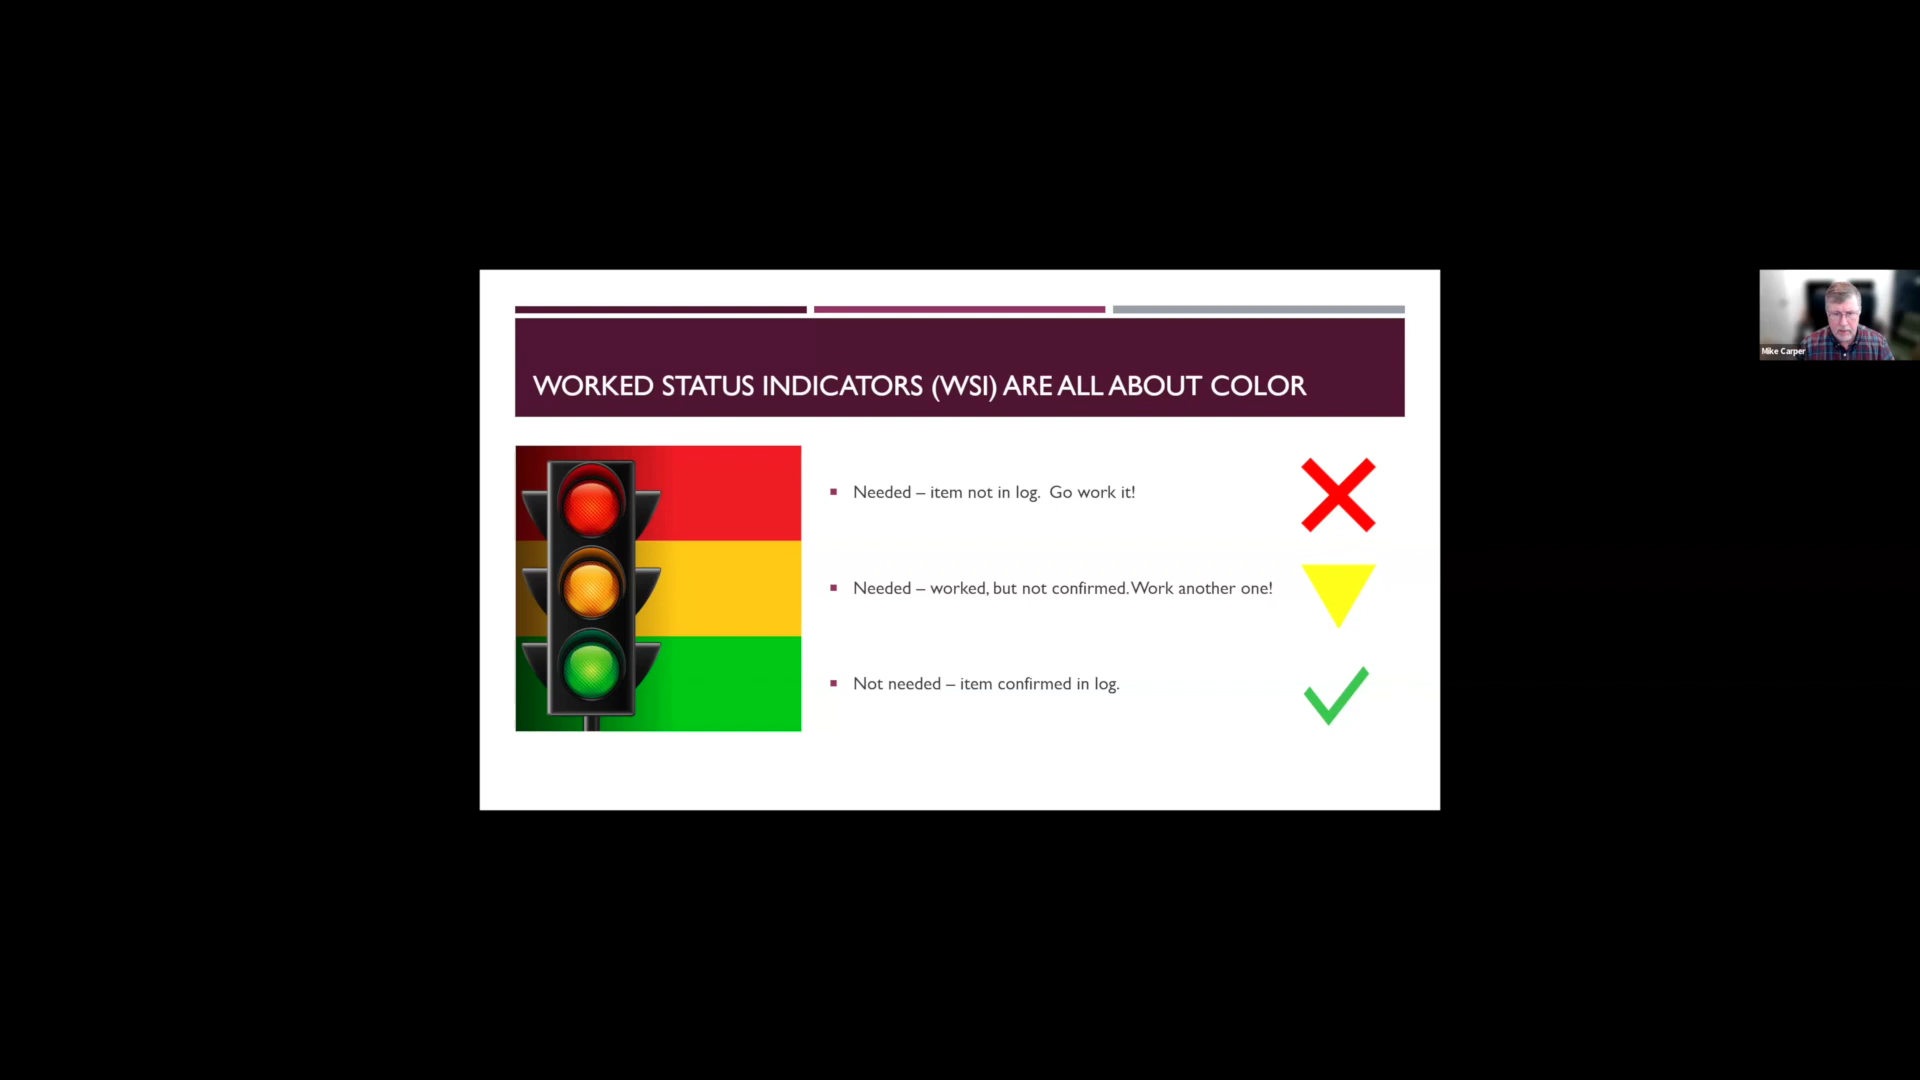 WORKED STATUS INDICATORS (WSI) ARE ALL ABOUT COLOR
Needed – item not in log.  Go work it!
Needed – worked, but not confirmed. Work another one!
Not needed – item confirmed in log.
Mike Carper